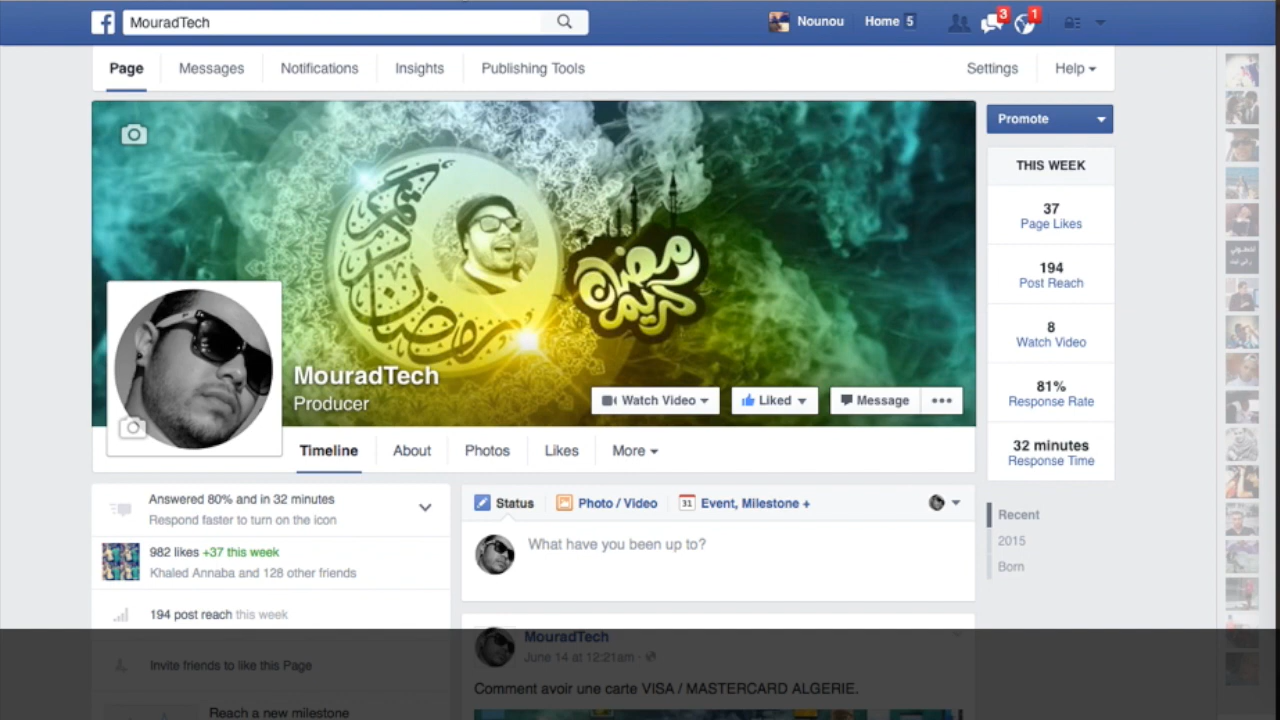 MouradTech
Nounou
Home 5
3
1
Page
Messages
Notifications
Insights
Publishing Tools
Settings
Help
رمضان كريم
رمضان كريم
MouradTech
Producer
Watch Video
Liked
Message
•••
Timeline
About
Photos
Likes
More
Promote
THIS WEEK
37
Page Likes
194
Post Reach
8
Watch Video
81%
Response Rate
32 minutes
Response Time
Recent
2015
Born
Answered 80% and in 32 minutes
Respond faster to turn on the icon
982 likes +37 this week
Khaled Annaba and 128 other friends
194 post reach this week
Invite friends to like this Page
Reach a new milestone
Status
Photo / Video
31
Event, Milestone +
What have you been up to?
MouradTech
June 14 at 12:21am ·
Comment avoir une carte VISA / MASTERCARD ALGERIE.